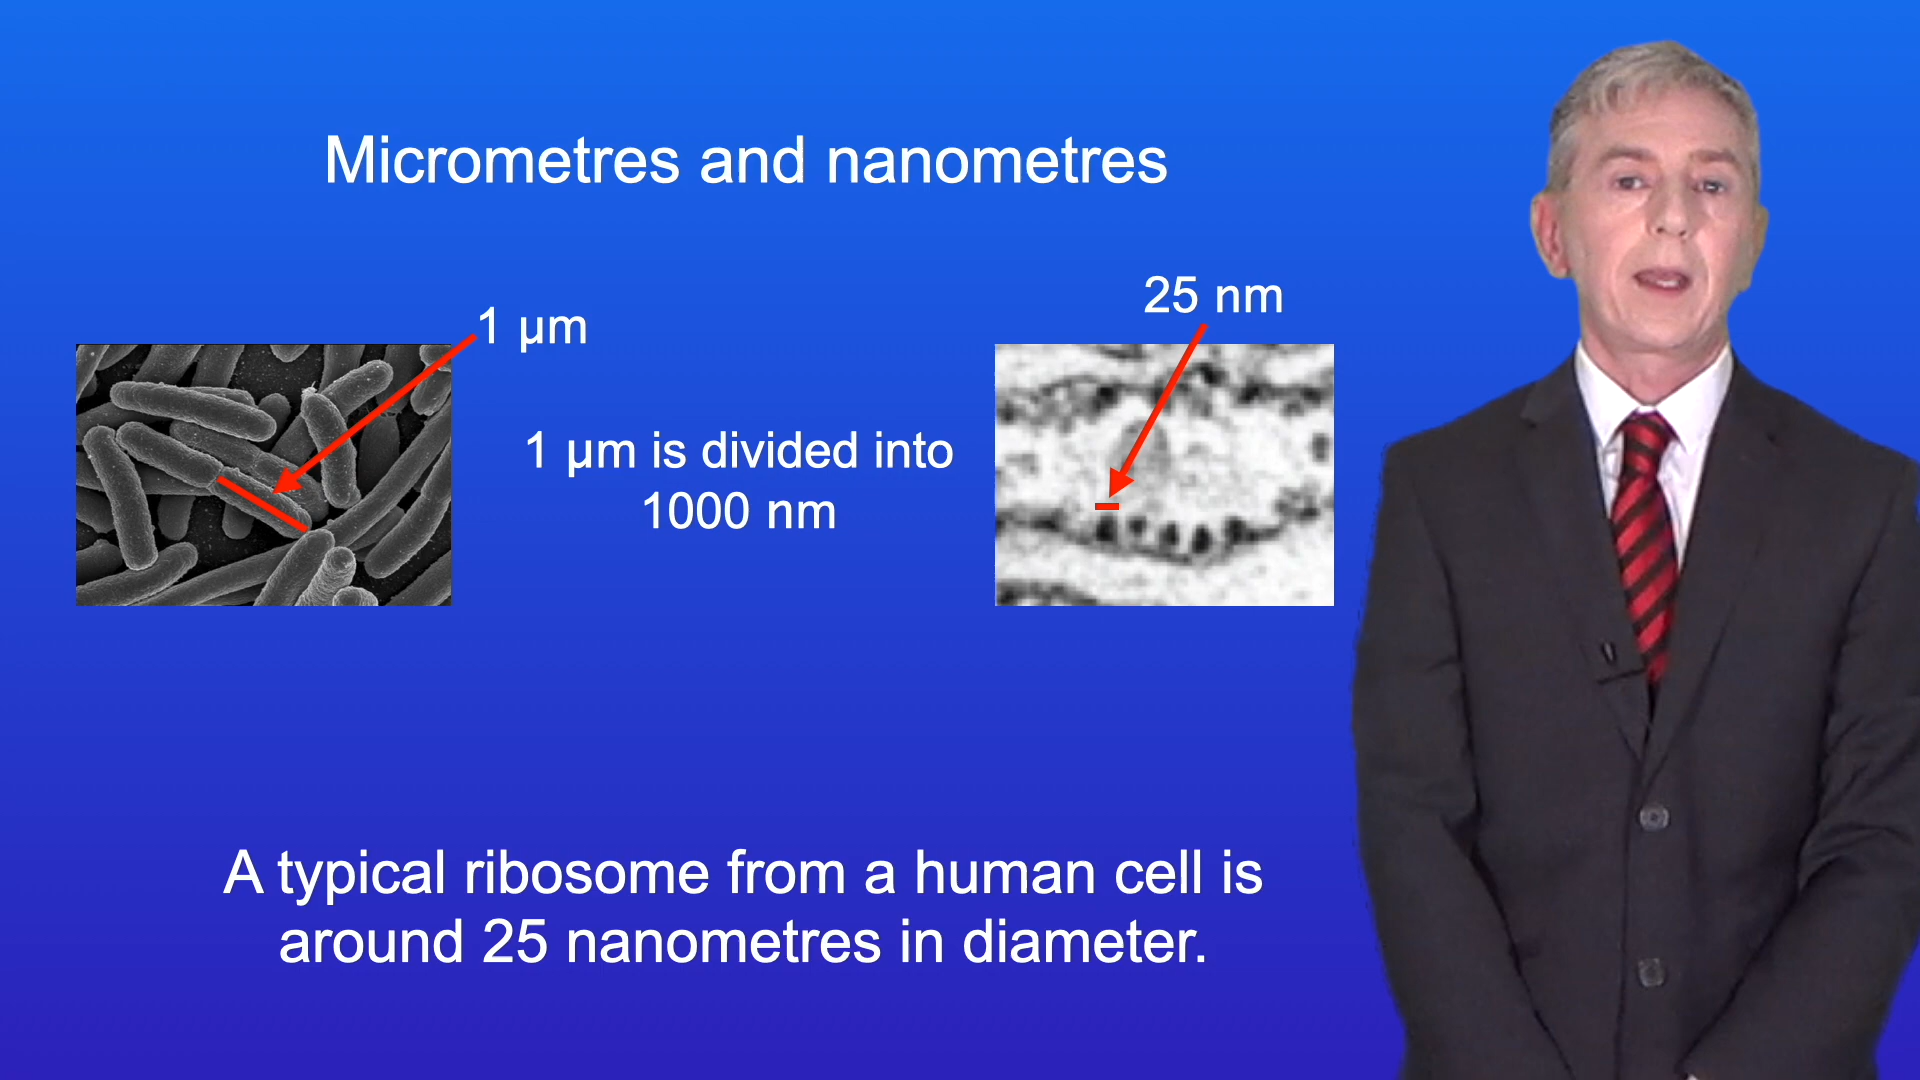 Micrometres and nanometres
1 μm
25 nm
1 μm is divided into
1000 nm
A typical ribosome from a human cell is
around 25 nanometres in diameter.